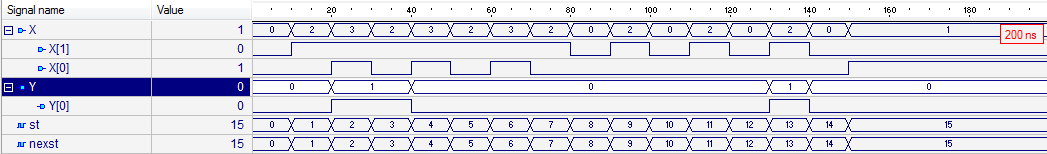 Signal name Value 20 40 60 80 100 120 140 160 180
X 1 0 2 3 2 3 2 3 2 0 2 0 2 0 2 0 1
200 ns
X[1] 0
X[0] 1
Y 0 0 1 0 1 0
Y[0] 0
st 15 0 1 2 3 4 5 6 7 8 9 10 11 12 13 14 15
nexst 15 0 1 2 3 4 5 6 7 8 9 10 11 12 13 14 15